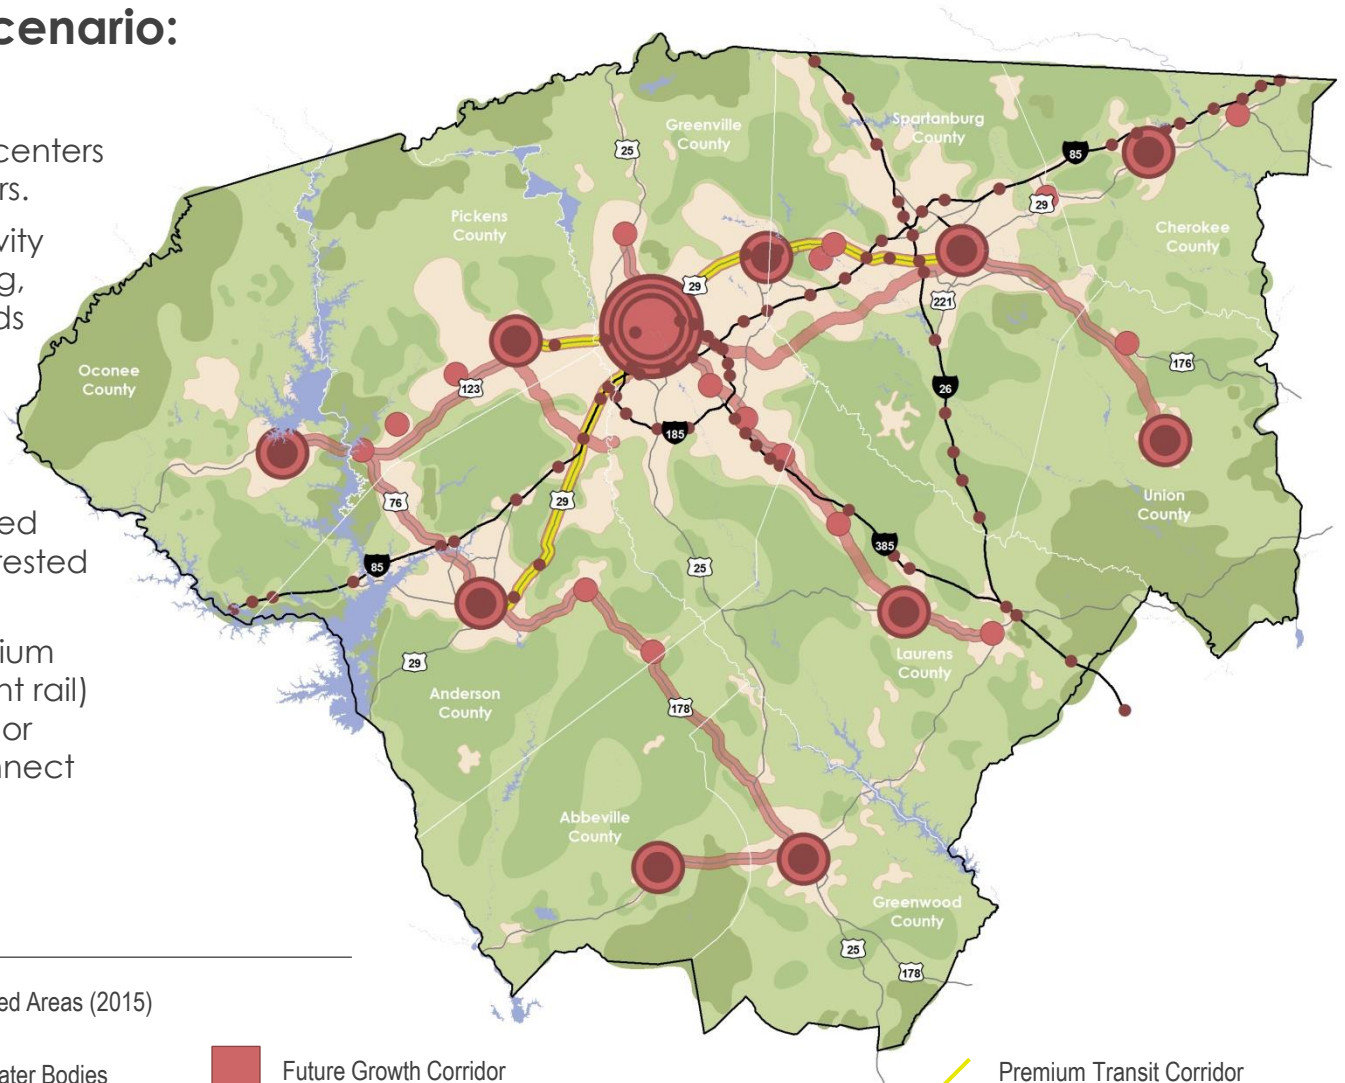 cenario:
centers
rs.
vity
g,
ds
ed
rested
ium
nt rail)
or
nnect
Greenville
County
Spartanburg
County
Cherokee
County
Pickens
County
Oconee
County
Union
County
Laurens
County
Anderson
County
Abbeville
County
Greenwood
County
25
85
29
29
221
176
123
26
185
76
29
385
85
25
29
178
25
178
ed Areas (2015)
ater Bodies
Future Growth Corridor
Premium Transit Corridor